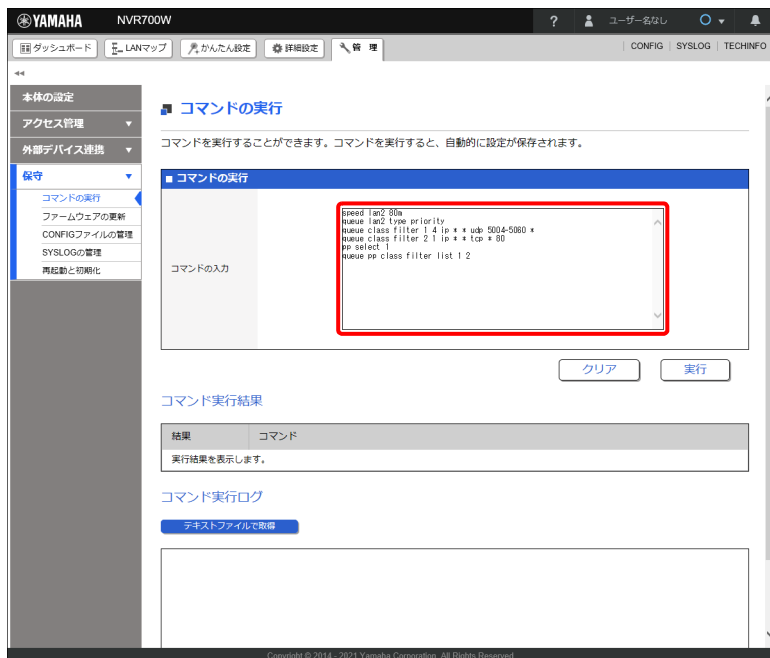 YAMAHA NVR700W ? ユーザー名なし
ダッシュボード LANマップ かんたん設定 詳細設定 管 理 CONFIG SYSLOG TECHINFO
本体の設定
アクセス管理
外部デバイス連携
保守
コマンドの実行
ファームウェアの更新
CONFIGファイルの管理
SYSLOGの管理
再起動と初期化
コマンドの実行
コマンドを実行することができます。コマンドを実行すると、自動的に設定が保存されます。
コマンドの実行
コマンドの入力
speed lan2 80m
queue lan2 type priority
queue class filter 1 4 ip * * udp 5004-5060 *
queue class filter 2 1 ip * * tcp * 80
pp select 1
queue pp class filter list 1 2
クリア 実行
コマンド実行結果
結果 コマンド
実行結果を表示します。
コマンド実行ログ
テキストファイルで取得
Copyright © 2014 - 2021 Yamaha Corporation. All Rights Reserved.